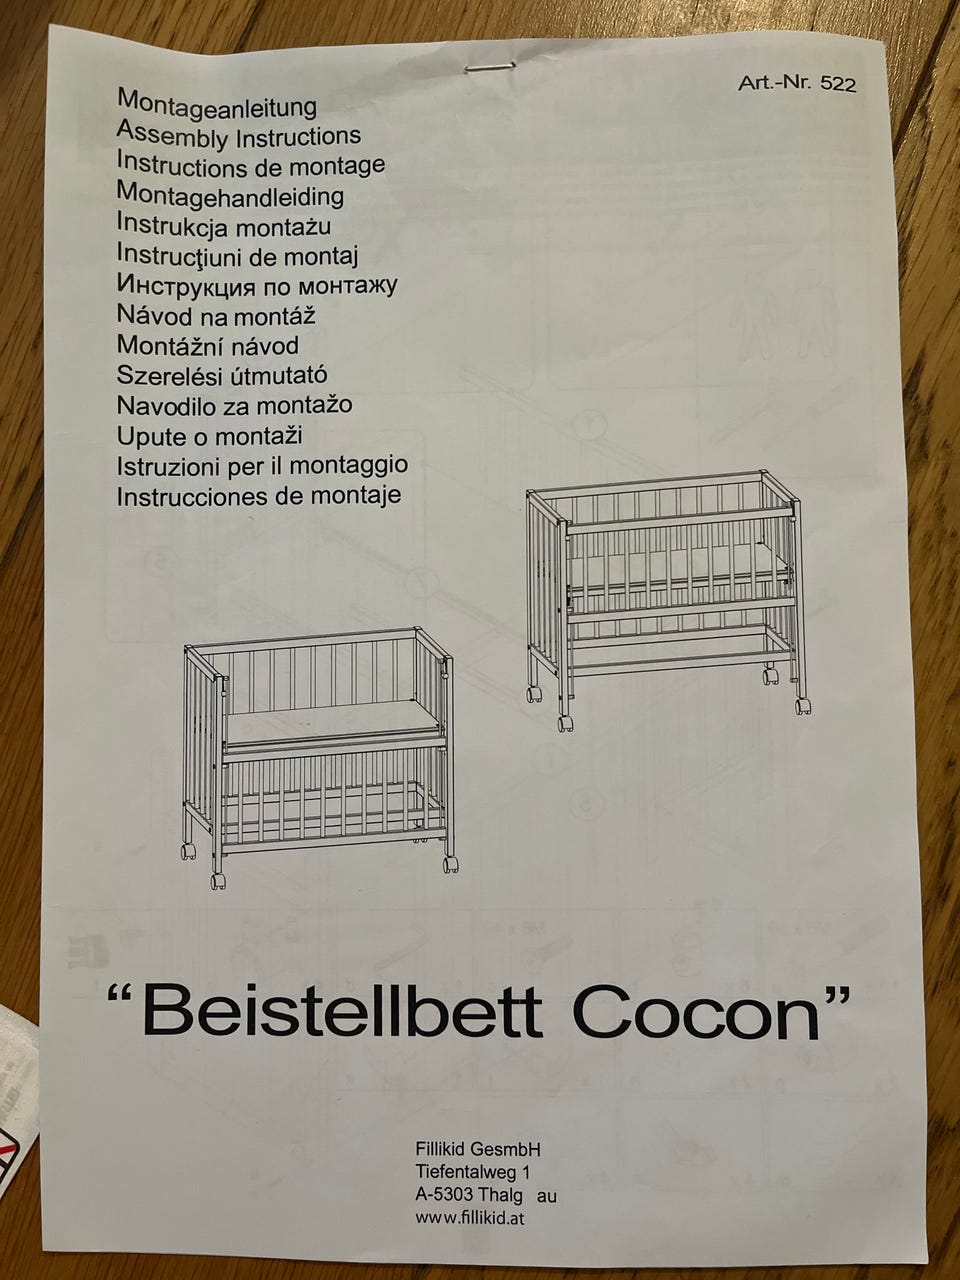 Art.-Nr. 522
Montageanleitung
Assembly Instructions
Instructions de montage
Montagehandleiding
Instrukcja montażu
Instrucţiuni de montaj
Инструкция по монтажу
Návod na montáž
Montážní návod
Szerelési útmutató
Navodilo za montažo
Upute o montaži
Istruzioni per il montaggio
Instrucciones de montaje
“Beistellbett Cocon”
Fillikid GesmbH
Tiefentalweg 1
A-5303 Thalg au
www.fillikid.at